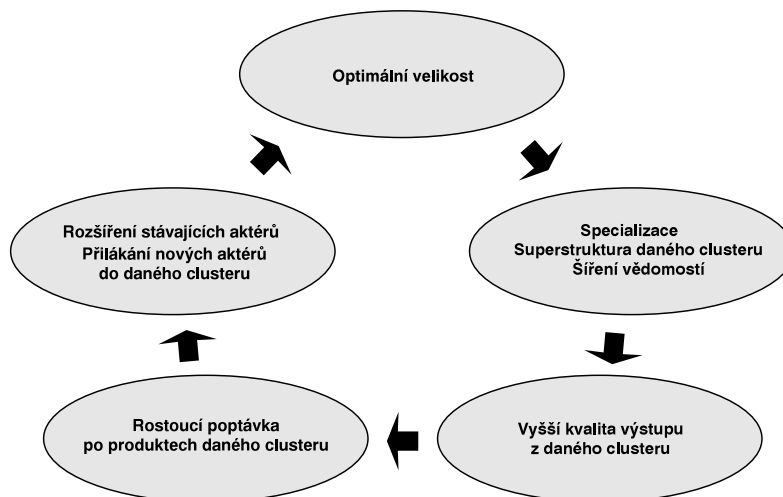 Optimální velikost
Specializace
Superstruktura daného clusteru
Šíření vědomostí
Vyšší kvalita výstupu
z daného clusteru
Rostoucí poptávka
po produktech daného clusteru
Rozšíření stávajících aktérů
Přilákání nových aktérů
do daného clusteru